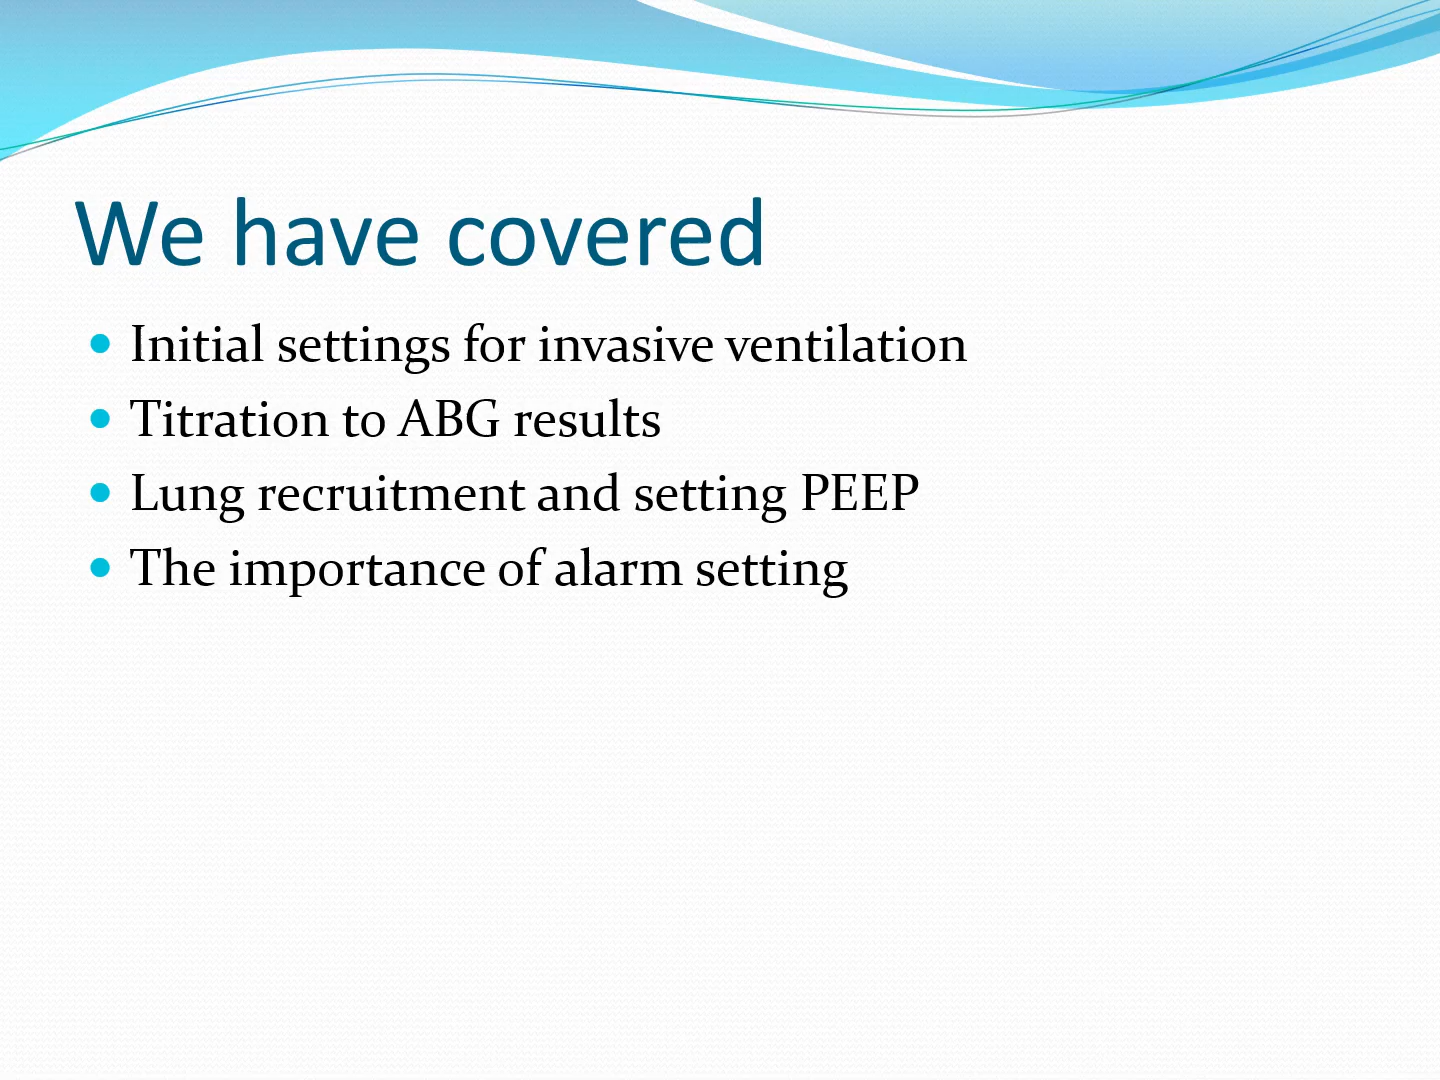 We have covered
Initial settings for invasive ventilation
Titration to ABG results
Lung recruitment and setting PEEP
The importance of alarm setting